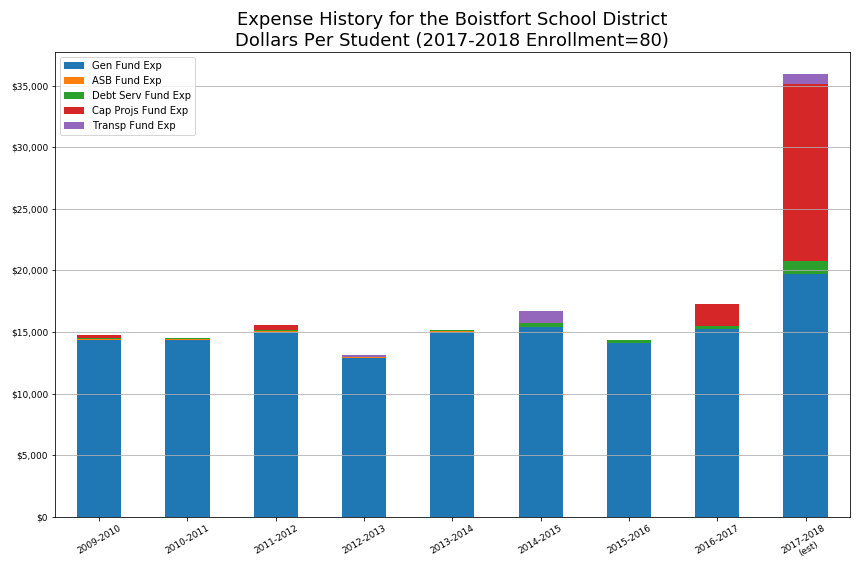 Expense History for the Boistfort School District
Dollars Per Student (2017-2018 Enrollment=80)
Gen Fund Exp
ASB Fund Exp
Debt Serv Fund Exp
Cap Projs Fund Exp
Transp Fund Exp
$35,000
$30,000
$25,000
$20,000
$15,000
$10,000
$5,000
$0
2009-2010
2010-2011
2011-2012
2012-2013
2013-2014
2014-2015
2015-2016
2016-2017
2017-2018
(est)